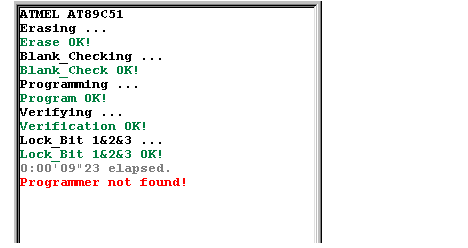 ATMEL AT89C51
Erasing ...
Erase OK!
Blank_Checking ...
Blank_Check OK!
Programming ...
Program OK!
Verifying ...
Verification OK!
Lock_Bit 1&2&3 ...
Lock_Bit 1&2&3 OK!
0:00'09"23 elapsed.
Programmer not found!